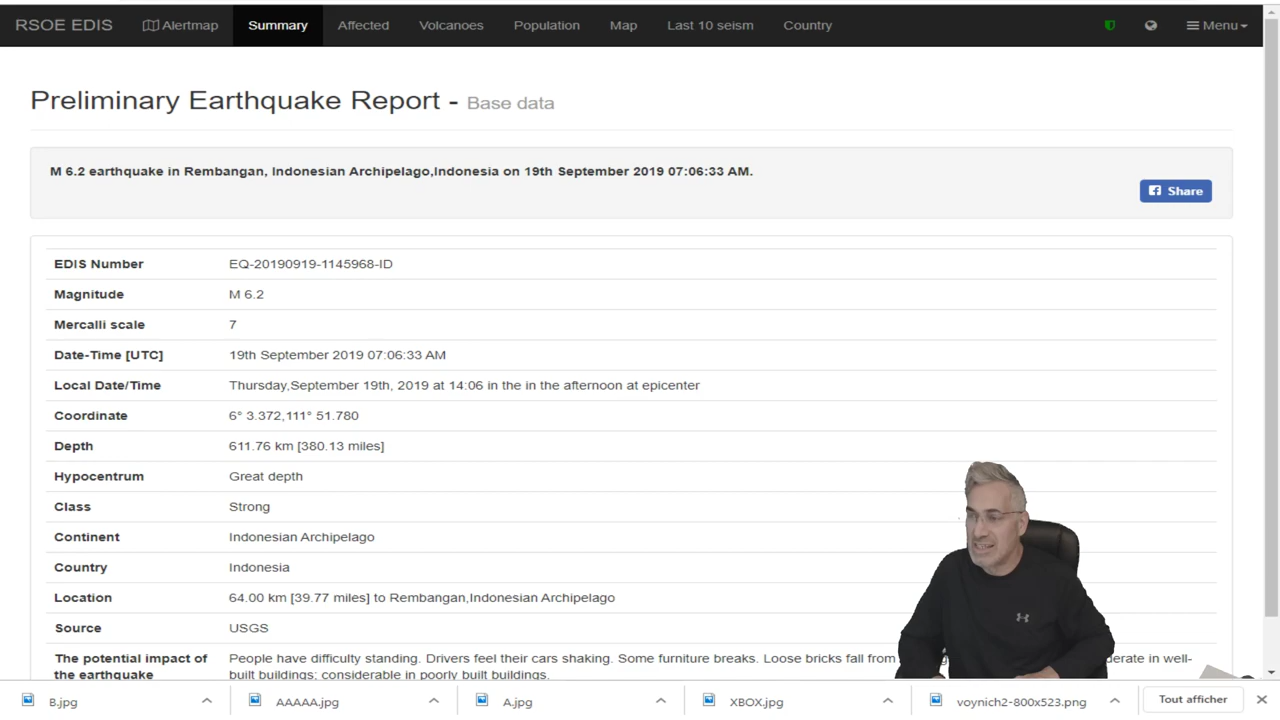 RSOE EDIS Alertmap Summary Affected Volcanoes Population Map Last 10 seism Country Menu
Preliminary Earthquake Report - Base data
M 6.2 earthquake in Rembangan, Indonesian Archipelago,Indonesia on 19th September 2019 07:06:33 AM.
Share
EDIS Number EQ-20190919-1145968-ID
Magnitude M 6.2
Mercalli scale 7
Date-Time [UTC] 19th September 2019 07:06:33 AM
Local Date/Time Thursday,September 19th, 2019 at 14:06 in the in the afternoon at epicenter
Coordinate 6° 3.372,111° 51.780
Depth 611.76 km [380.13 miles]
Hypocentrum Great depth
Class Strong
Continent Indonesian Archipelago
Country Indonesia
Location 64.00 km [39.77 miles] to Rembangan,Indonesian Archipelago
Source USGS
The potential impact of People have difficulty standing. Drivers feel their cars shaking. Some furniture breaks. Loose bricks fall from in well-
the earthquake built buildings; considerable in poorly built buildings.
B.jpg AAAAA.jpg A.jpg XBOX.jpg voynich2-800x523.png Tout afficher